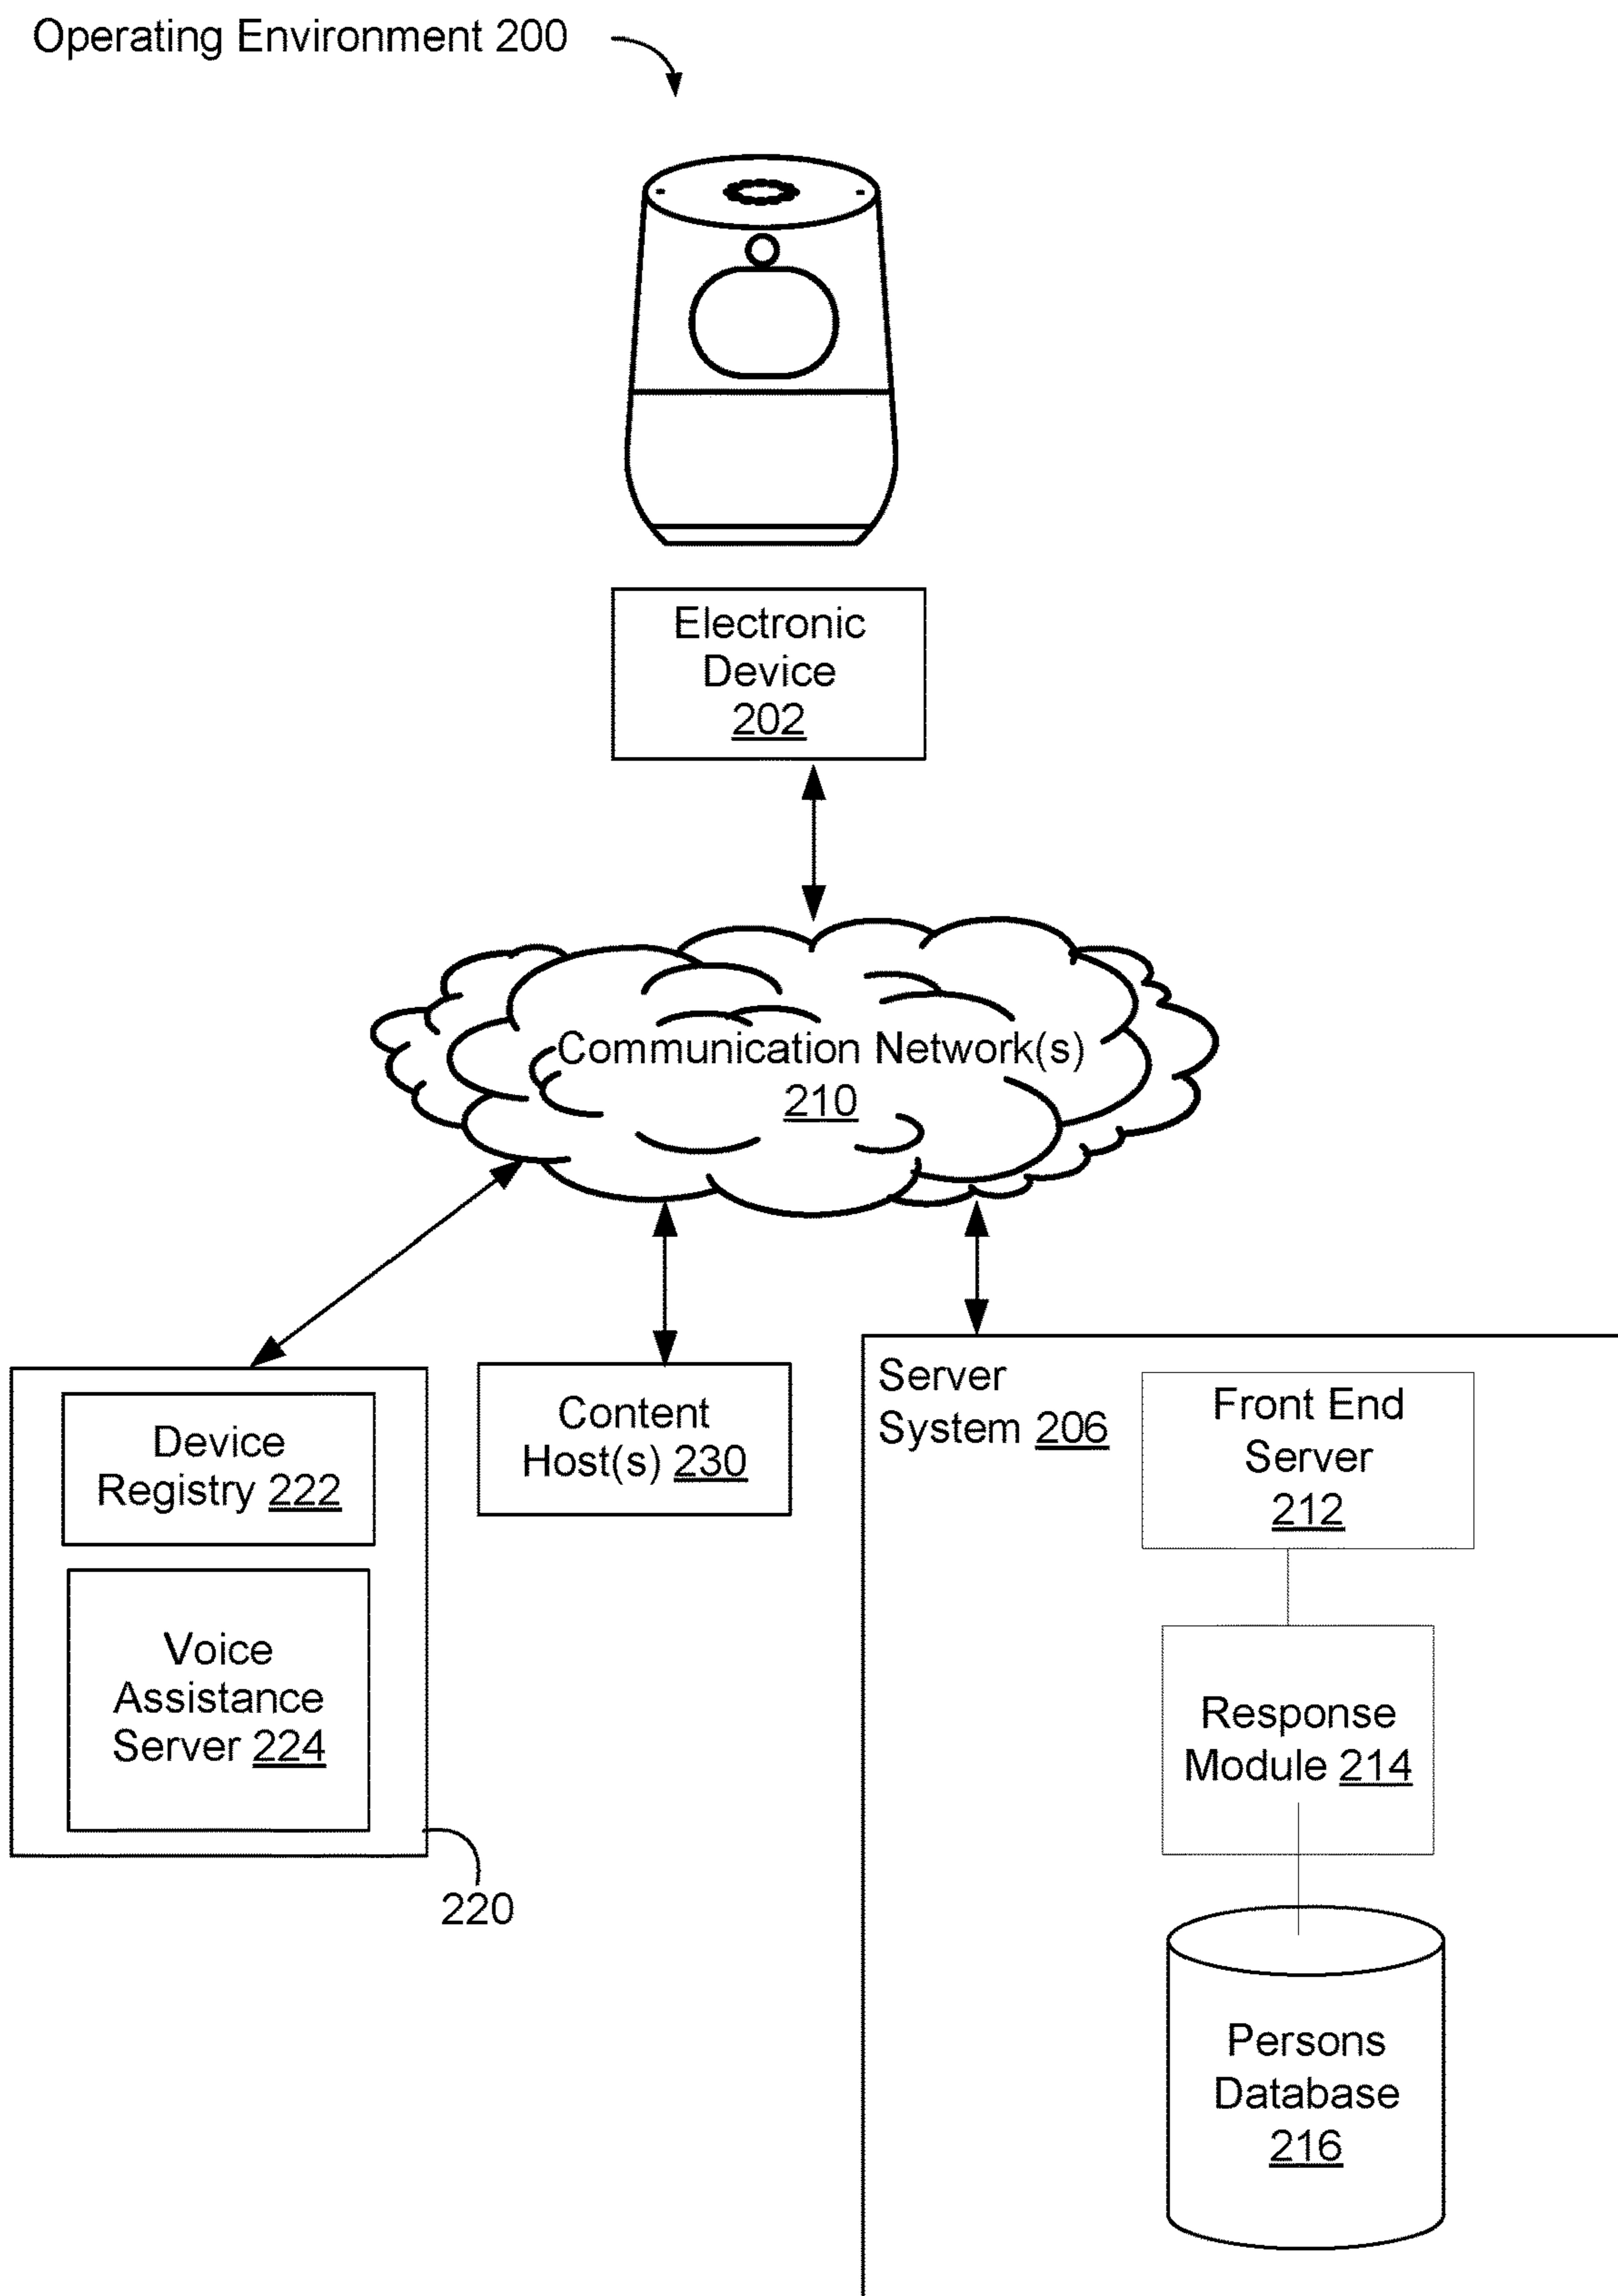 Operating Environment 200
Electronic
Device
202
Communication Network(s)
210
Device
Registry 222
Voice
Assistance
Server 224
220
Content
Host(s) 230
Server
System 206
Front End
Server
212
Response
Module 214
Persons
Database
216